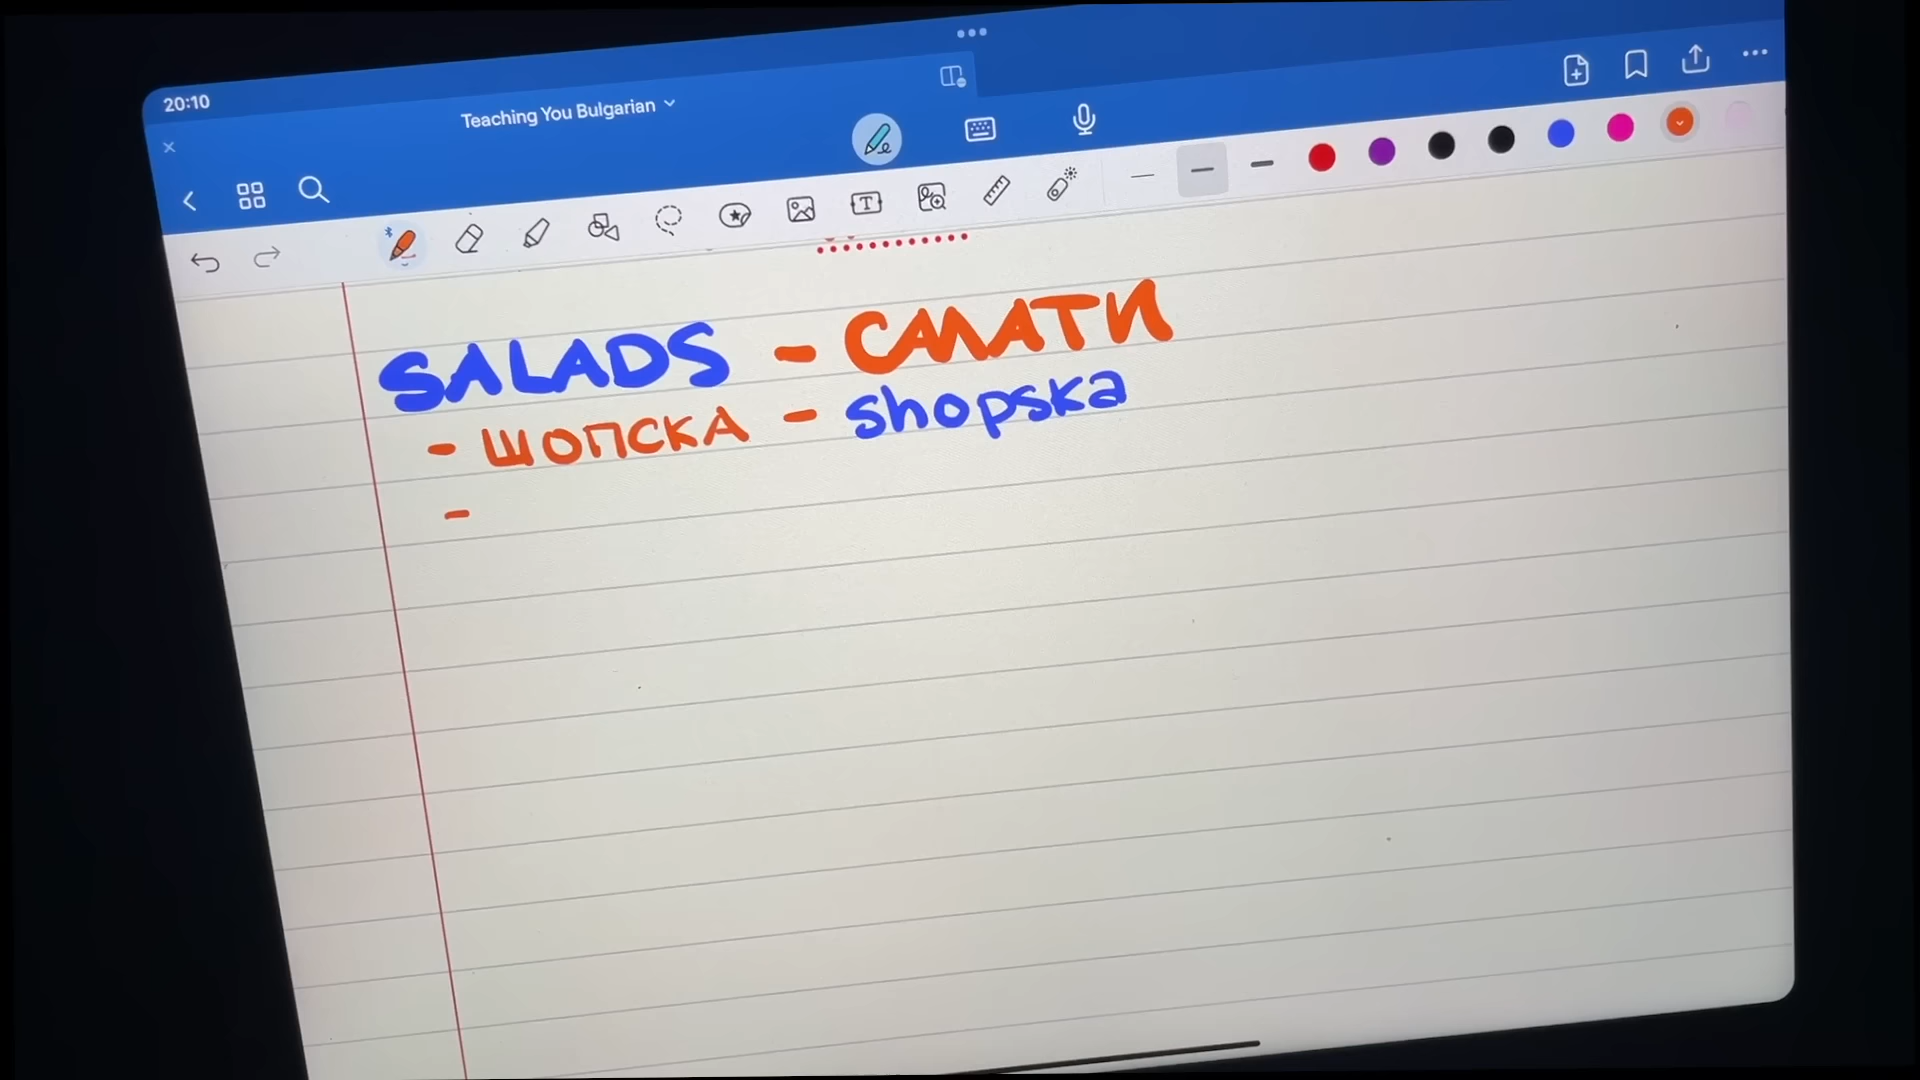 20:10
Teaching You Bulgarian
SALADS - САЛАТИ
- ШОПСКА - shopska
-